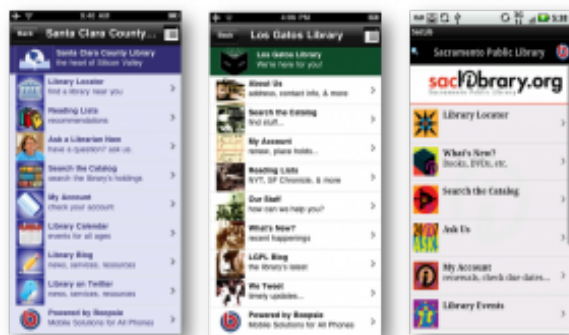 9:41 AM
Back
Santa Clara County...
Santa Clara County Library
the heart of Silicon Valley
Library Locator
find a library near you
Reading Lists
recommendations
Ask a Librarian Now
have a question? ask us.
Search the Catalog
search the library's holdings
My Account
check your account
Library Calendar
events for all ages
Library Blog
news, services, resources
Library on Twitter
news, services, resources
Powered by Boopsie
Mobile Solutions for All Phones
4:06 PM
Back
Los Gatos Library
Los Gatos Library
We're here for you!
About Us
address, contact info, & more
Search the Catalog
find stuff...
My Account
renew, place holds...
Reading Lists
NYT, SF Chronicle, & more
Our Staff
how can we help you?
What's New?
recent happenings
LGPL Blog
the library's latest
We Tweet
timely updates...
Powered by Boopsie
Mobile Solutions for All Phones
SacLib
Sacramento Public Library
saclibrary.org
Sacramento Public Library
Library Locator
What's New?
Books, DVDs, etc.
Search the Catalog
Ask Us
My Account
renewals, check due dates...
Library Events